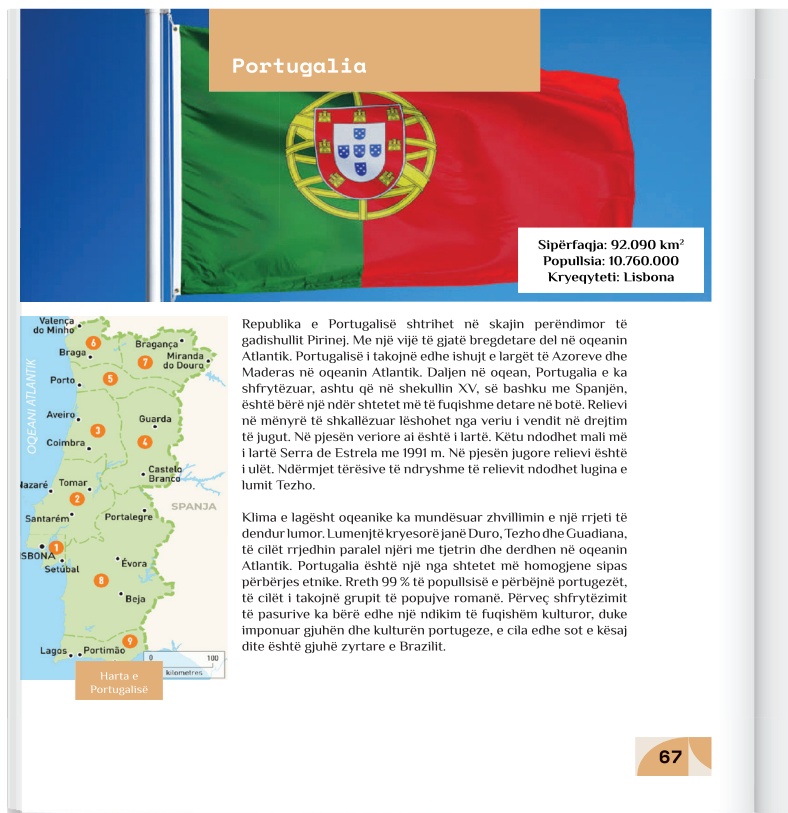 Portugalia
Sipërfaqja: 92.090 km²
Popullsia: 10.760.000
Kryeqyteti: Lisbona
Valença
do Minho
6
Bragança
Braga
7
Miranda
do Douro
5
Porto
OQEANI ATLANTIK
Aveiro
Guarda
3
4
Coimbra
Castelo
Branco
Nazaré
Tomar
2
SPANJA
Santarém
Portalegre
1
SBONA
Setúbal
Évora
8
Beja
9
Lagos
Portimão
0 100
kilometres
Harta e
Portugalisë
Republika e Portugalisë shtrihet në skajin perëndimor të
gadishullit Pirinej. Me një vijë të gjatë bregdetare del në oqeanin
Atlantik. Portugalisë i takojnë edhe ishujt e largët të Azoreve dhe
Maderas në oqeanin Atlantik. Daljen në oqean, Portugalia e ka
shfrytëzuar, ashtu që në shekullin XV, së bashku me Spanjën,
është bërë një ndër shtetet më të fuqishme detare në botë. Relievi
në mënyrë të shkallëzuar lëshohet nga veriu i vendit në drejtim
të jugut. Në pjesën veriore ai është i lartë. Këtu ndodhet mali më
i lartë Serra de Estrela me 1991 m. Në pjesën jugore relievi është
i ulët. Ndërmjet tërësive të ndryshme të relievit ndodhet lugina e
lumit Tezho.
Klima e lagësht oqeanike ka mundësuar zhvillimin e një rrjeti të
dendur lumor. Lumenjtë kryesorë janë Duro, Tezho dhe Guadiana,
të cilët rrjedhin paralel njëri me tjetrin dhe derdhen në oqeanin
Atlantik. Portugalia është një nga shtetet më homogjene sipas
përbërjes etnike. Rreth 99 % të popullsisë e përbëjnë portugezët,
të cilët i takojnë grupit të popujve romanë. Përveç shfrytëzimit
të pasurive ka bërë edhe një ndikim të fuqishëm kulturor, duke
imponuar gjuhën dhe kulturën portugeze, e cila edhe sot e kësaj
dite është gjuhë zyrtare e Brazilit.
67